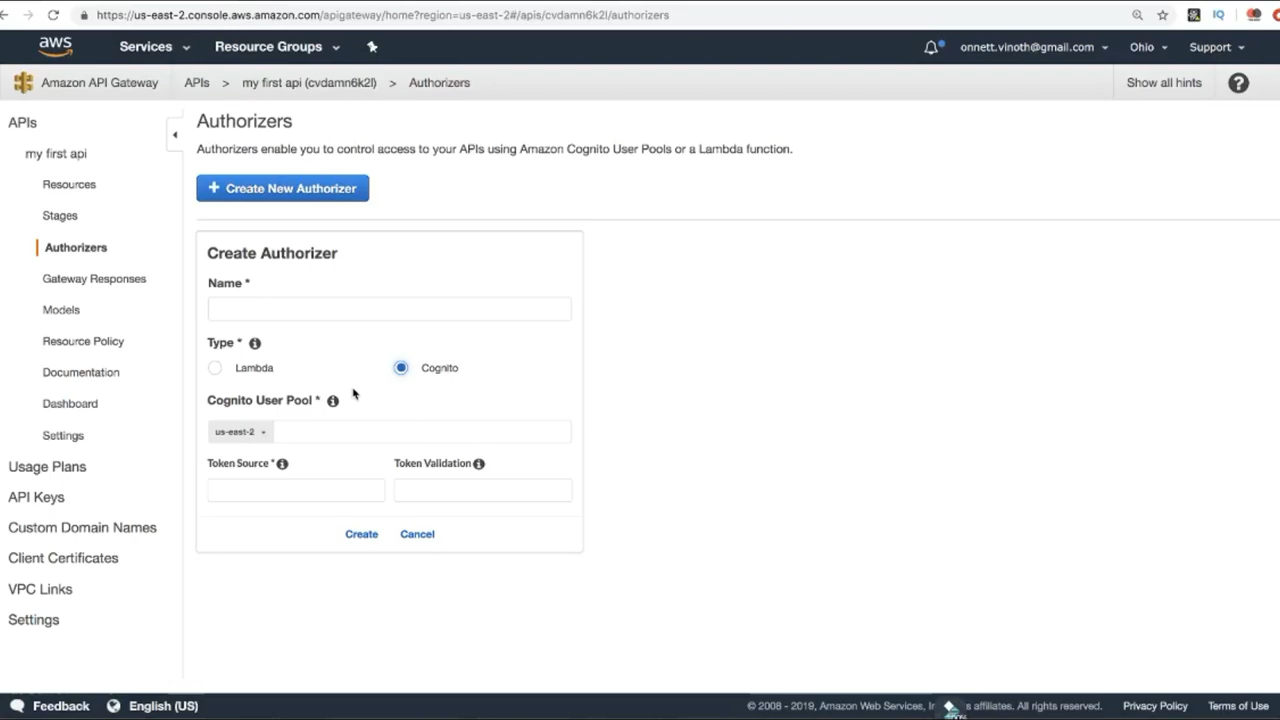 https://us-east-2.console.aws.amazon.com/apigateway/home?region=us-east-2#/apis/cvdamn6k2l/authorizers
aws Services Resource Groups onnett.vinoth@gmail.com Ohio Support
Amazon API Gateway APIs > my first api (cvdamn6k2l) > Authorizers Show all hints ?
APIs
my first api
Resources
Stages
Authorizers
Gateway Responses
Models
Resource Policy
Documentation
Dashboard
Settings
Usage Plans
API Keys
Custom Domain Names
Client Certificates
VPC Links
Settings
Authorizers
Authorizers enable you to control access to your APIs using Amazon Cognito User Pools or a Lambda function.
+ Create New Authorizer
Create Authorizer
Name *
Type *
Lambda Cognito
Cognito User Pool *
us-east-2
Token Source * Token Validation
Create Cancel
Feedback English (US) © 2008 - 2019, Amazon Web Services, affiliates. All rights reserved. Privacy Policy Terms of Use